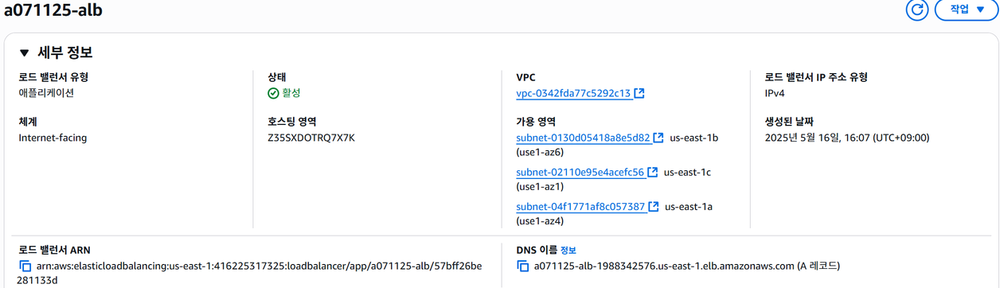 a071125-alb
작업
세부 정보
로드 밸런서 유형
애플리케이션
상태
활성
VPC
vpc-0342fda77c5292c13
로드 밸런서 IP 주소 유형
IPv4
체계
Internet-facing
호스팅 영역
Z35SXDOTRQ7X7K
가용 영역
subnet-0130d05418a8e5d82 us-east-1b
(use1-az6)
subnet-02110e95e4acefc56 us-east-1c
(use1-az1)
subnet-04f1771af8c057387 us-east-1a
(use1-az4)
생성된 날짜
2025년 5월 16일, 16:07 (UTC+09:00)
로드 밸런서 ARN
arn:aws:elasticloadbalancing:us-east-1:416225317325:loadbalancer/app/a071125-alb/57bff26be
281133d
DNS 이름 정보
a071125-alb-1988342576.us-east-1.elb.amazonaws.com (A 레코드)